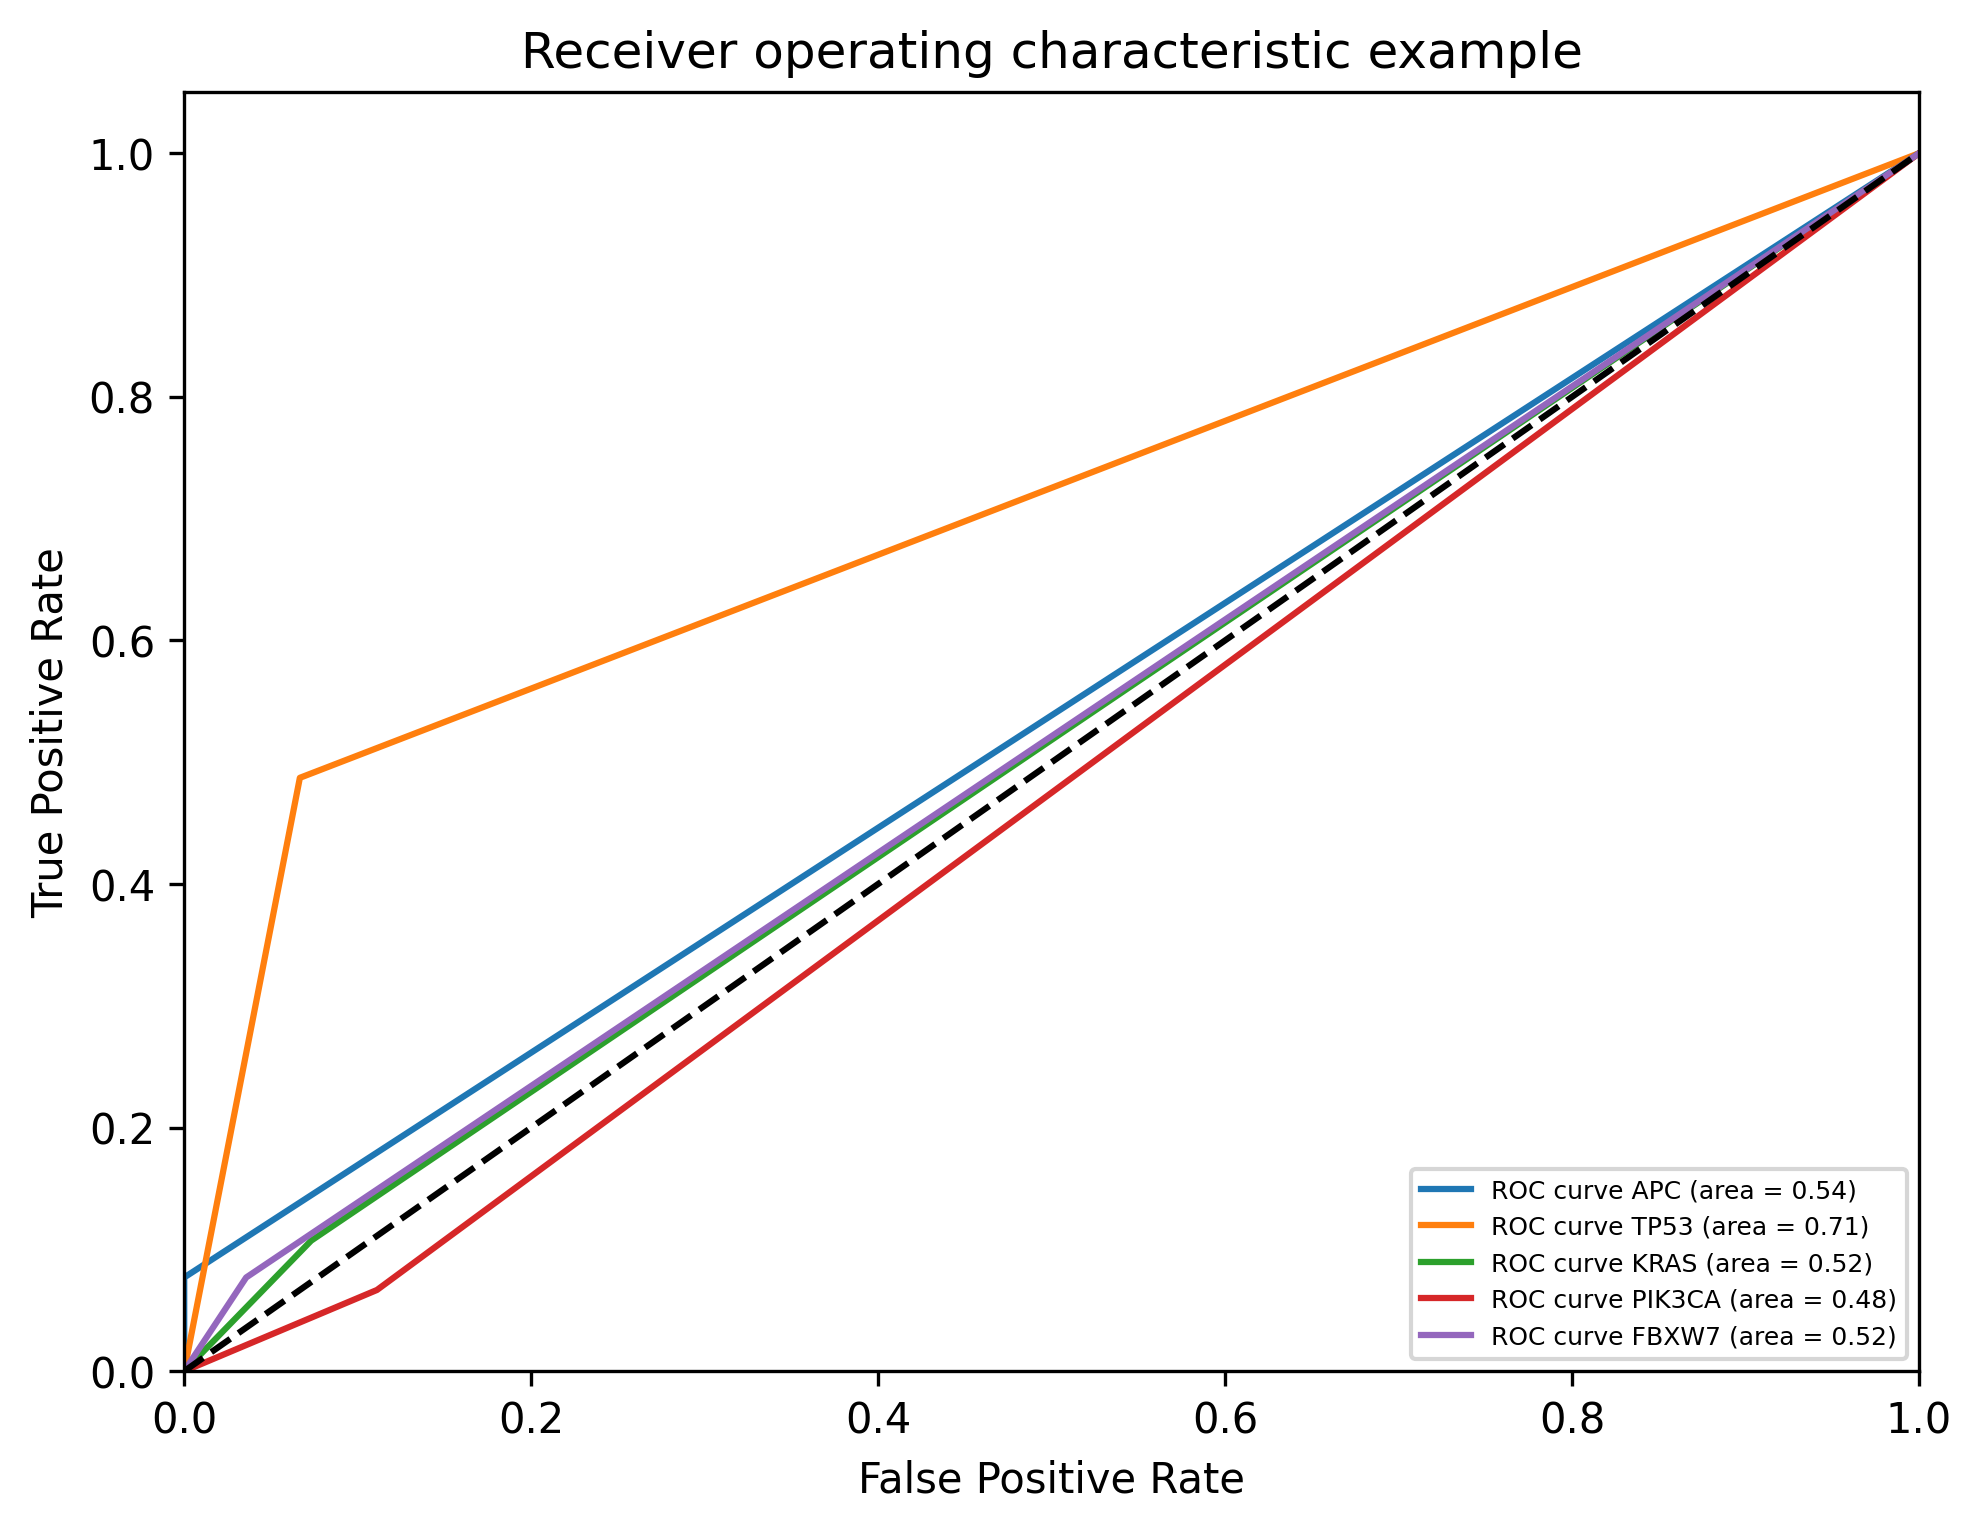 Receiver operating characteristic example
1.0
0.8
0.6
0.4
0.2
0.0
True Positive Rate
0.0 0.2 0.4 0.6 0.8 1.0
False Positive Rate
ROC curve APC (area = 0.54)
ROC curve TP53 (area = 0.71)
ROC curve KRAS (area = 0.52)
ROC curve PIK3CA (area = 0.48)
ROC curve FBXW7 (area = 0.52)